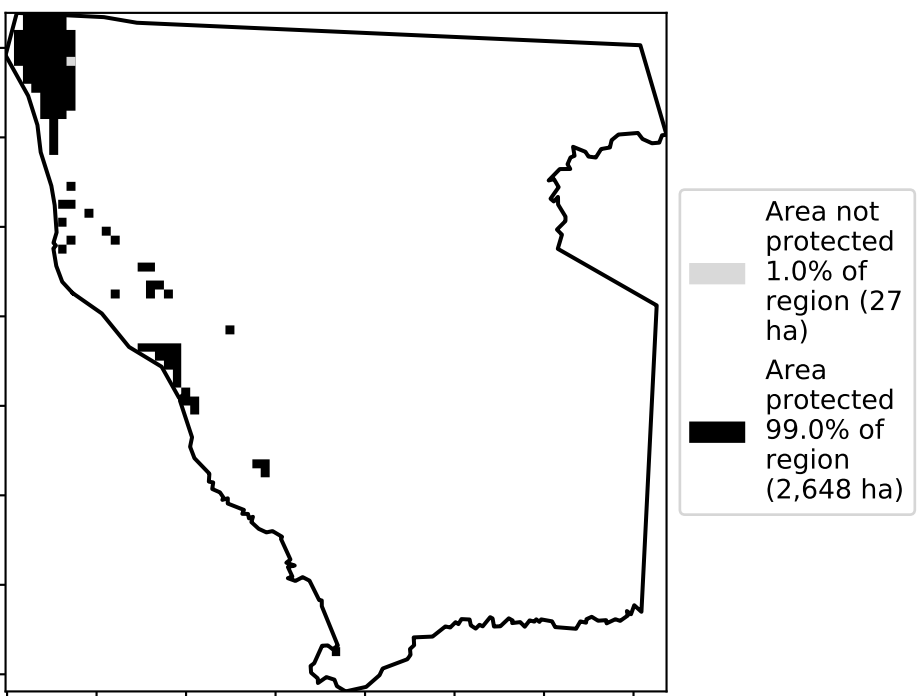 Area not
protected
1.0% of
region (27
ha)
Area
protected
99.0% of
region
(2,648 ha)